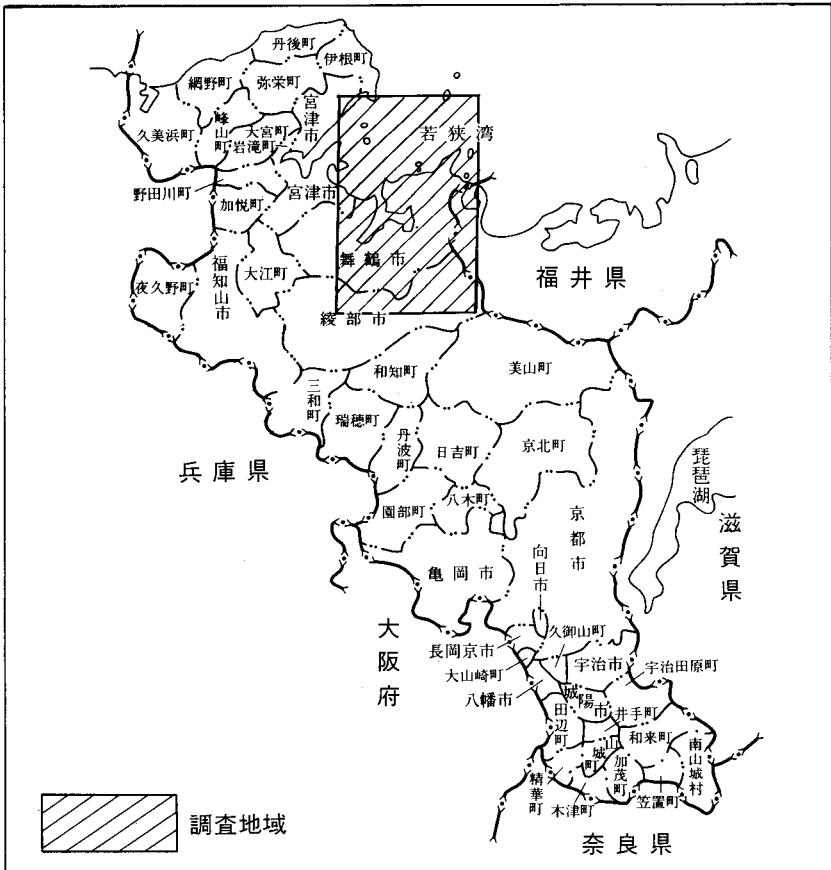 丹後町
伊根町
網野町
弥栄町
宮津市
峰山町
大宮町
岩滝町
久美浜町
若狭湾
野田川町
宮津市
加悦町
舞鶴市
大江町
福知山市
夜久野町
福井県
綾部市
和知町
美山町
三和町
瑞穂町
丹波町
日吉町
京北町
兵庫県
琵琶湖
園部町
八木町
京都市
滋賀県
亀岡市
向日市
大阪府
久御山町
長岡京市
大山崎町
宇治市
宇治田原町
八幡市
城陽市
田辺町
井手町
山城町
和来町
南山城村
加茂町
精華町
木津町
笠置町
奈良県
調査地域